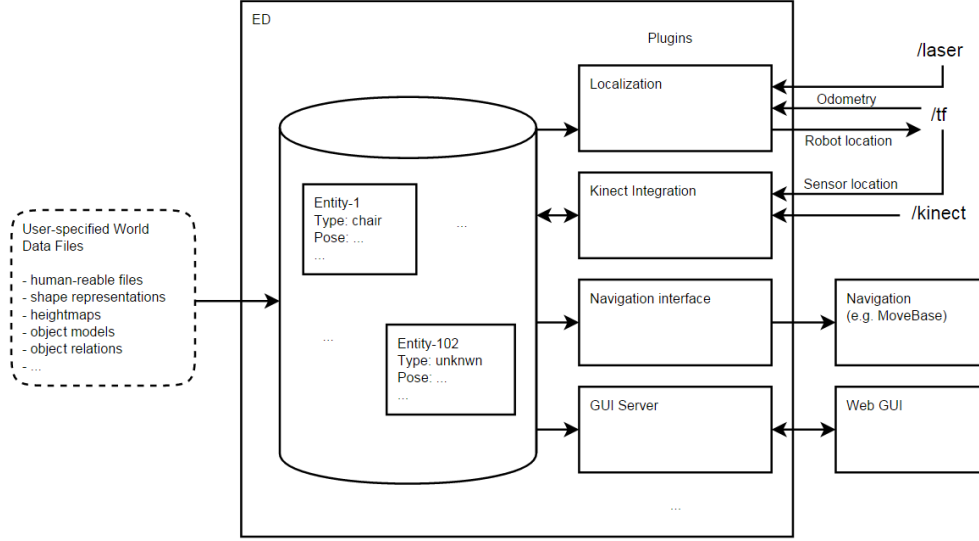 ED
Plugins
/laser
Localization
Odometry
/tf
Robot location
Sensor location
Kinect Integration
/kinect
Entity-1
Type: chair
Pose: ...
...
...
User-specified World
Data Files
- human-reable files
- shape representations
- heightmaps
- object models
- object relations
- ...
Navigation interface
Navigation
(e.g. MoveBase)
...
Entity-102
Type: unknwn
Pose: ...
...
GUI Server
Web GUI
...